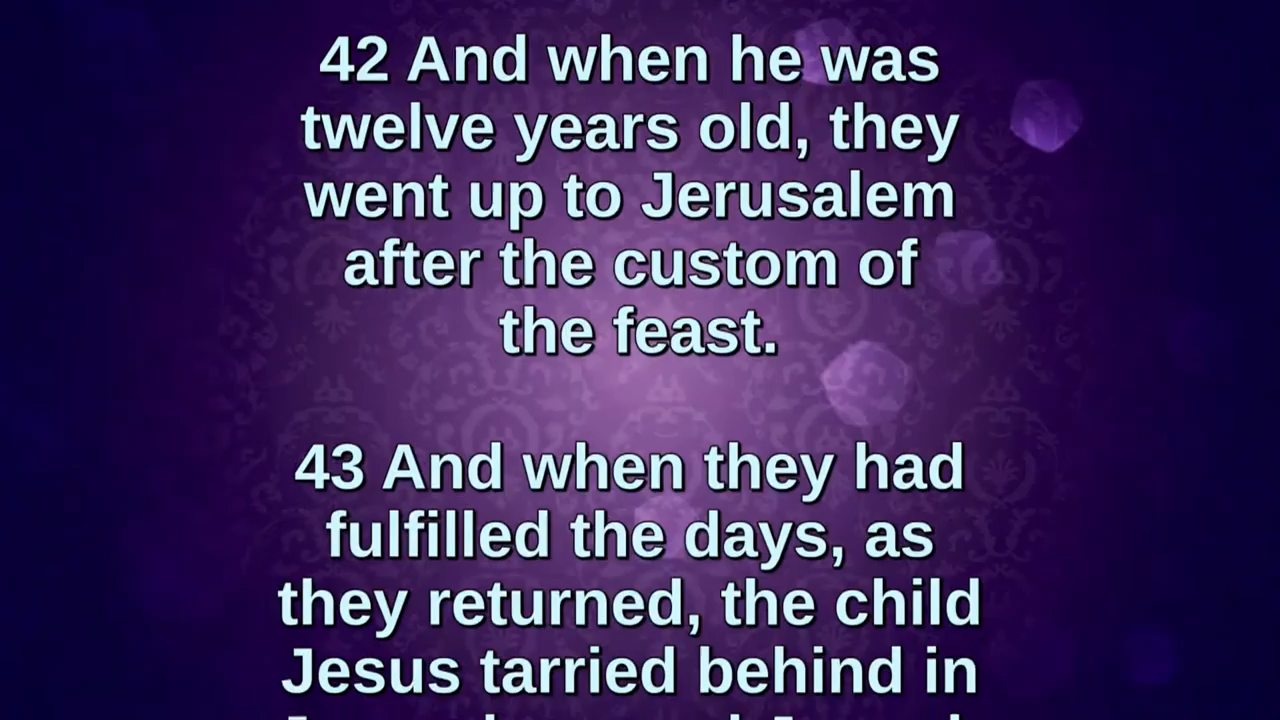 42 And when he was
twelve years old, they
went up to Jerusalem
after the custom of
the feast.
43 And when they had
fulfilled the days, as
they returned, the child
Jesus tarried behind in